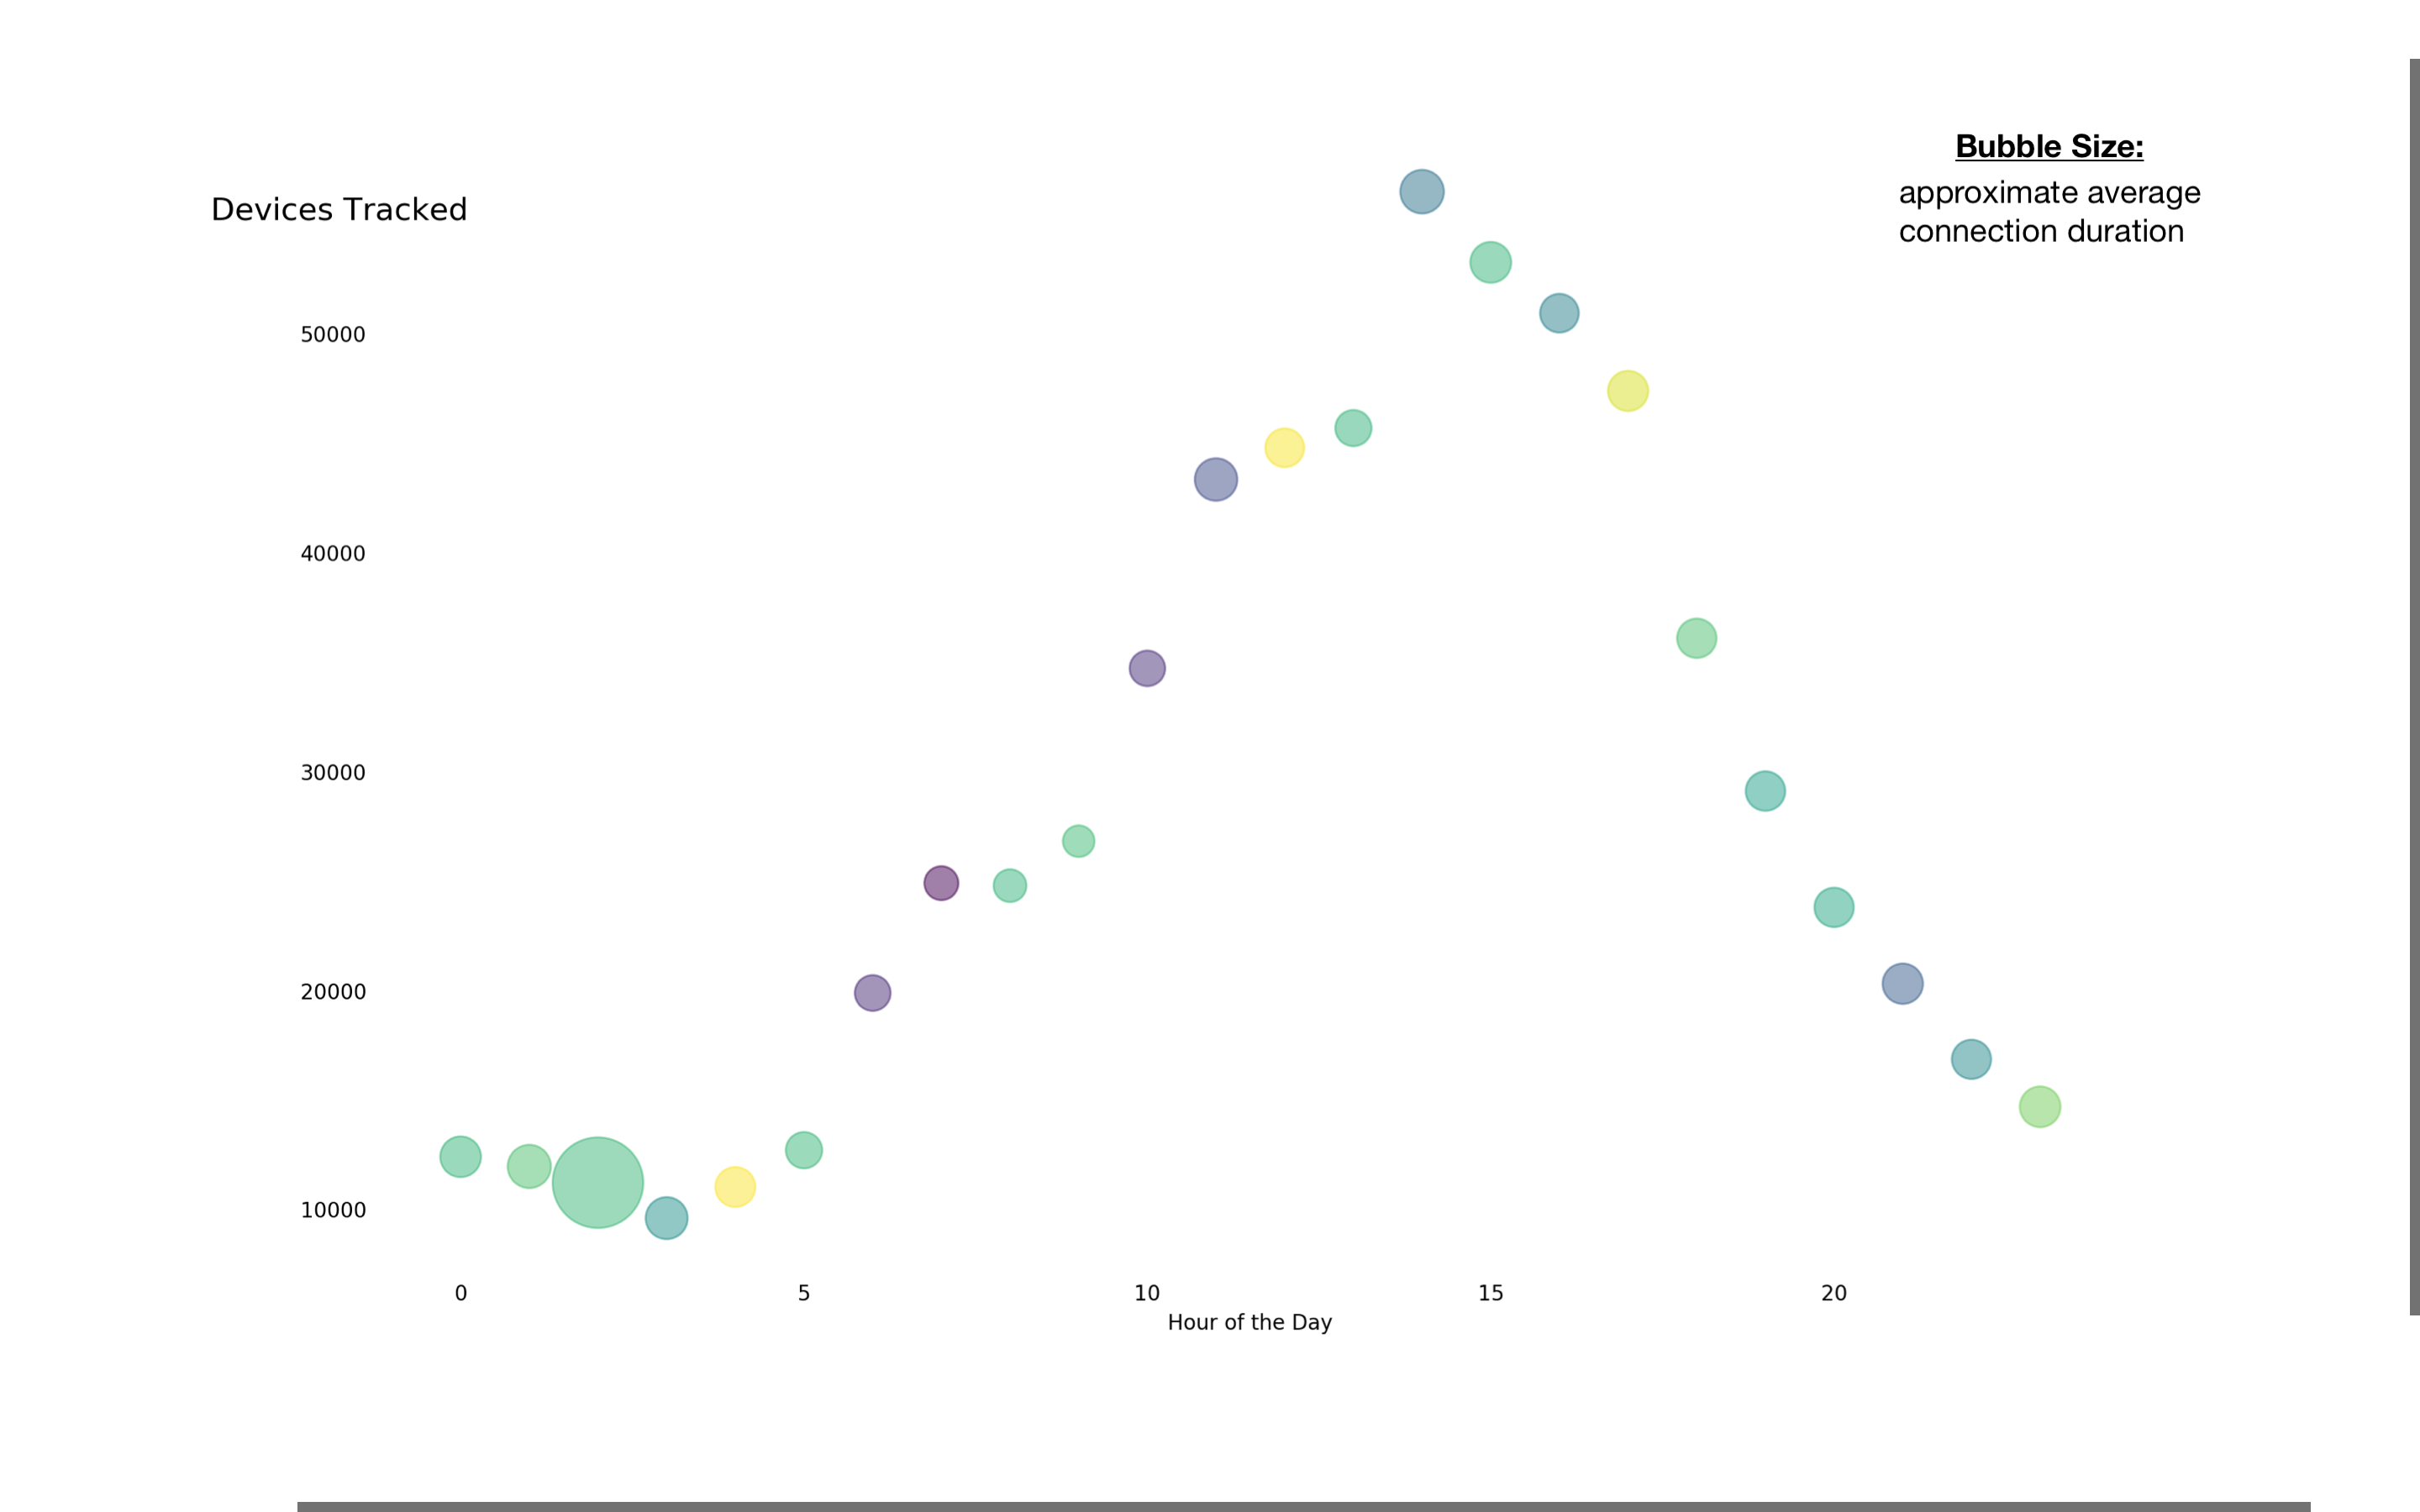 Bubble Size:
approximate average
connection duration
Devices Tracked
50000
40000
30000
20000
10000
0 5 10 15 20
Hour of the Day